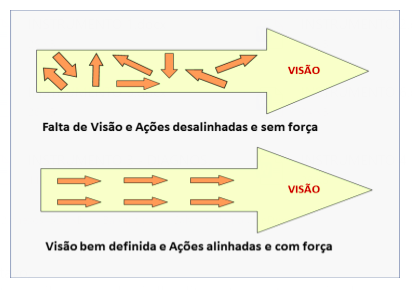 VISÃO
Falta de Visão e Ações desalinhadas e sem força
VISÃO
Visão bem definida e Ações alinhadas e com força